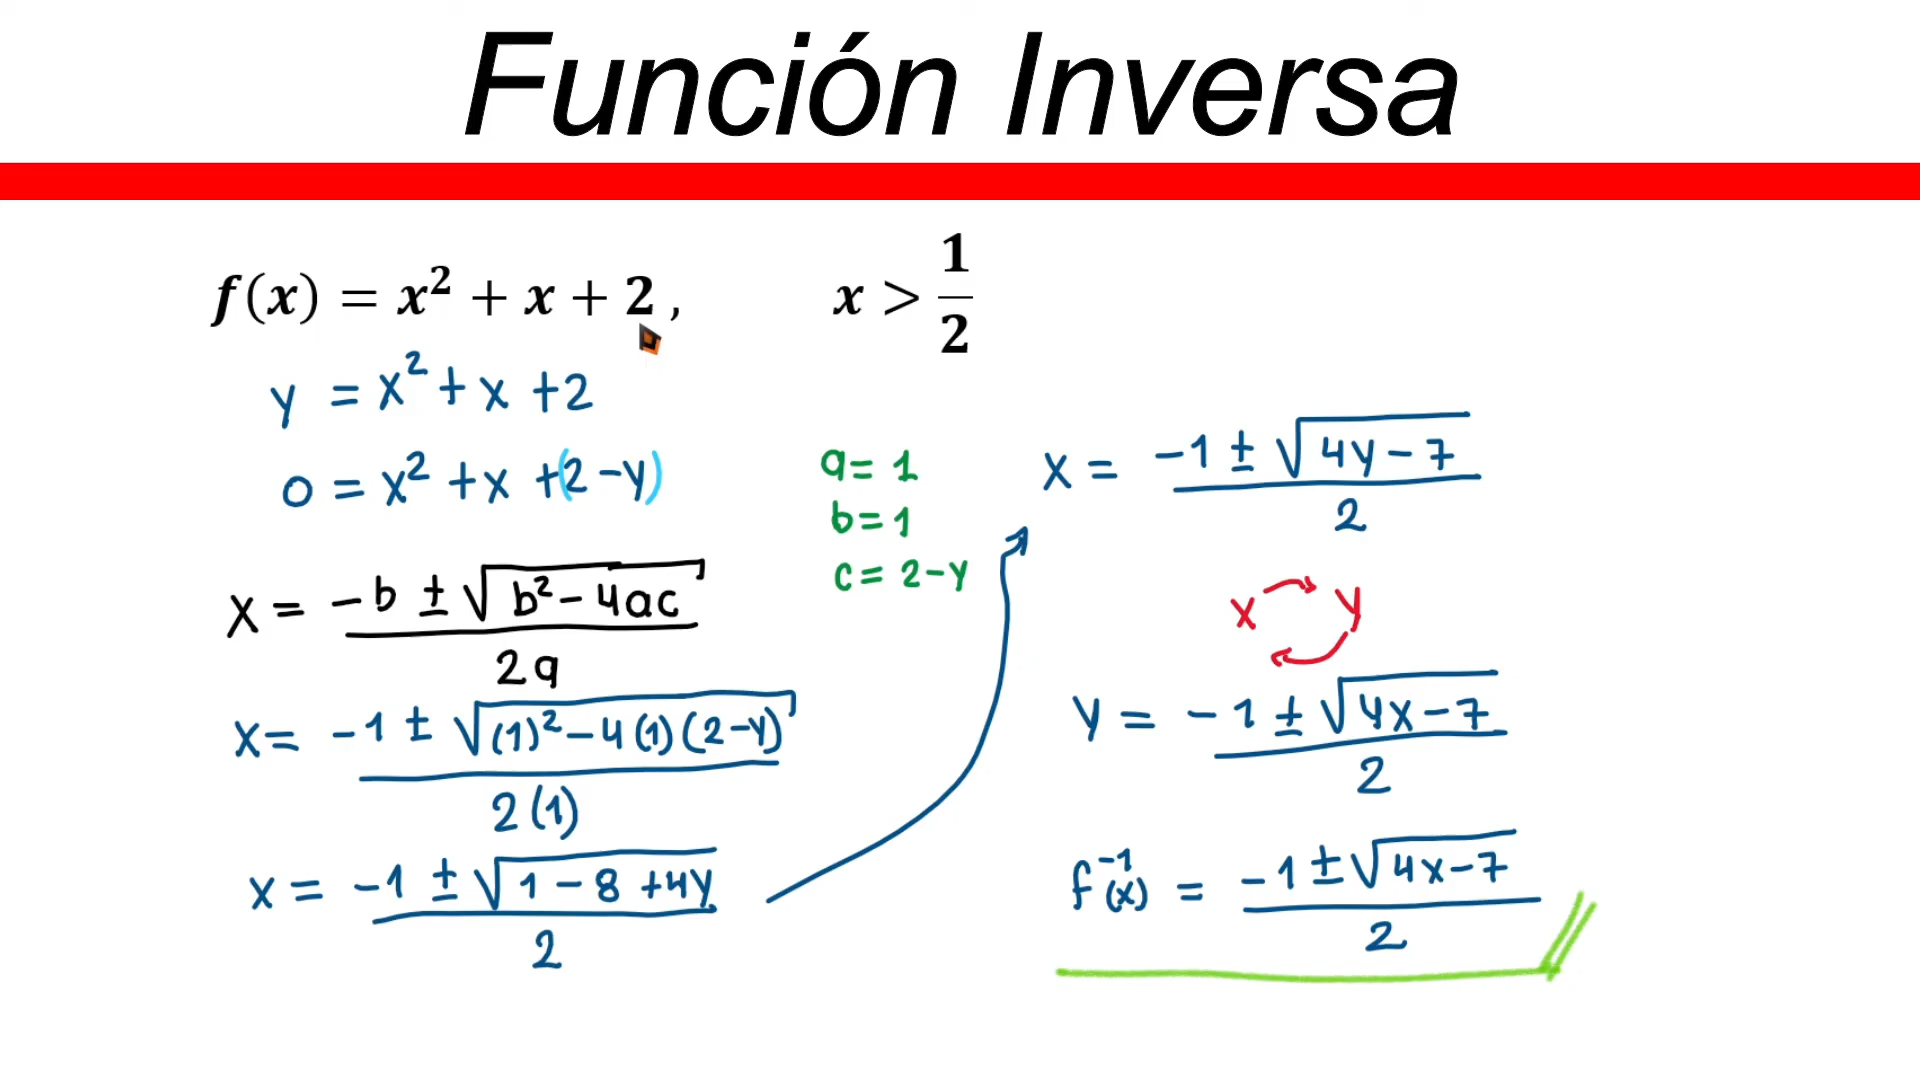 Función Inversa
f(x) = x² + x + 2 ,   x > 1/2
y = x² + x + 2
0 = x² + x + (2 - y)
x = (-b ± √(b² - 4ac)) / 2a
x = (-1 ± √((1)² - 4(1)(2-y))) / 2(1)
x = (-1 ± √(1 - 8 + 4y)) / 2
a = 1
b = 1
c = 2 - y
x = (-1 ± √(4y - 7)) / 2
x y
y = (-1 ± √(4x - 7)) / 2
f⁻¹(x) = (-1 ± √(4x - 7)) / 2